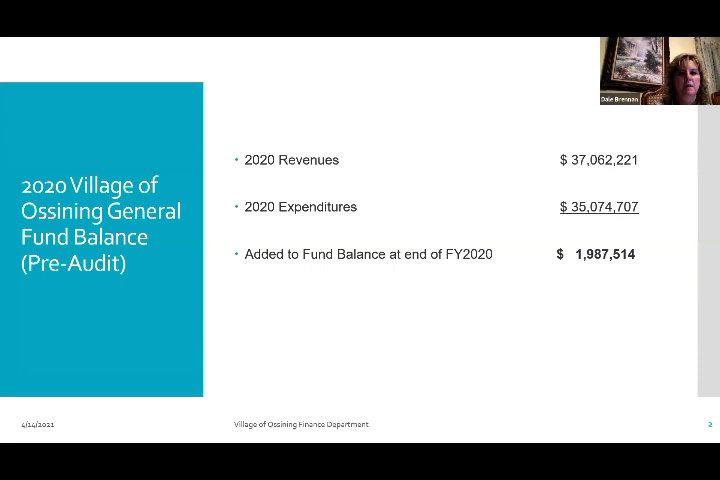 Dale Brennan
2020 Village of
Ossining General
Fund Balance
(Pre-Audit)
• 2020 Revenues $ 37,062,221
• 2020 Expenditures $ 35,074,707
• Added to Fund Balance at end of FY2020 $ 1,987,514
4/14/2021 Village of Ossining Finance Department 2